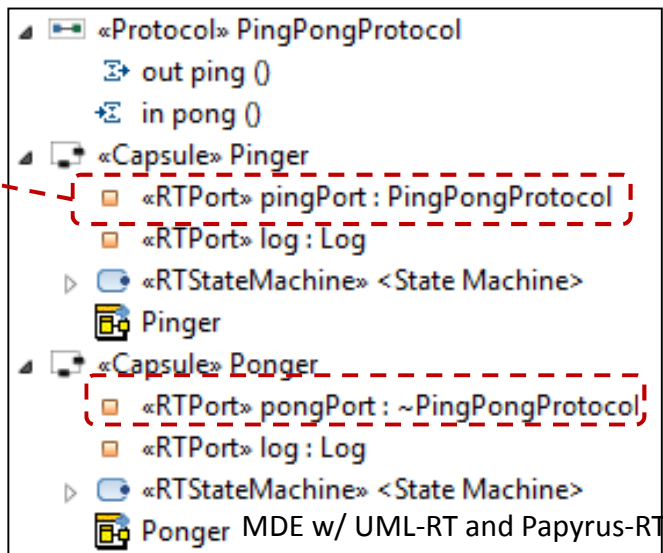 «Protocol» PingPongProtocol
out ping ()
in pong ()
«Capsule» Pinger
«RTPort» pingPort : PingPongProtocol
«RTPort» log : Log
«RTStateMachine» <State Machine>
Pinger
«Capsule» Ponger
«RTPort» pongPort : ~PingPongProtocol
«RTPort» log : Log
«RTStateMachine» <State Machine>
Ponger MDE w/ UML-RT and Papyrus-RT